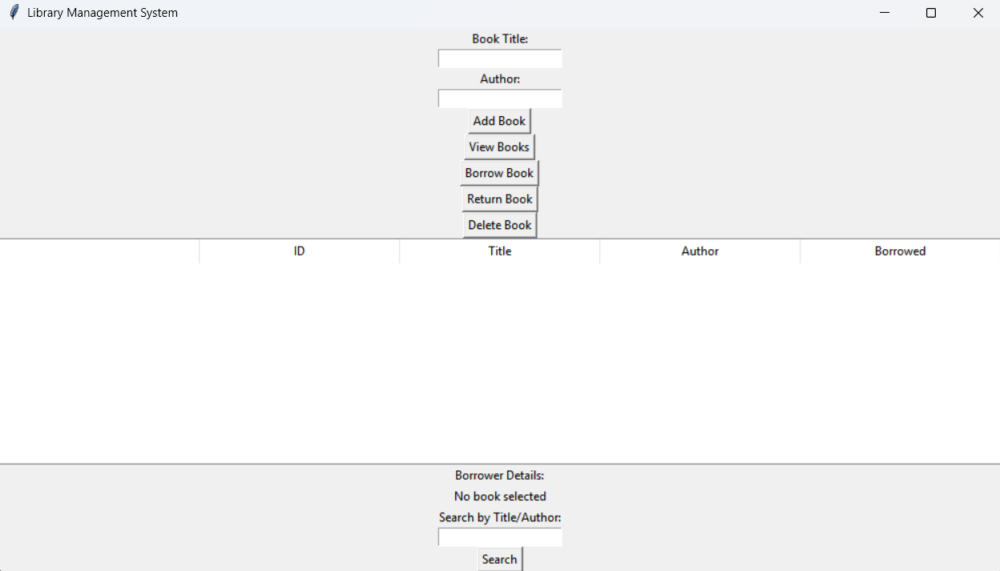 Library Management System
Book Title:
Author:
Add Book
View Books
Borrow Book
Return Book
Delete Book
ID Title Author Borrowed
Borrower Details:
No book selected
Search by Title/Author:
Search